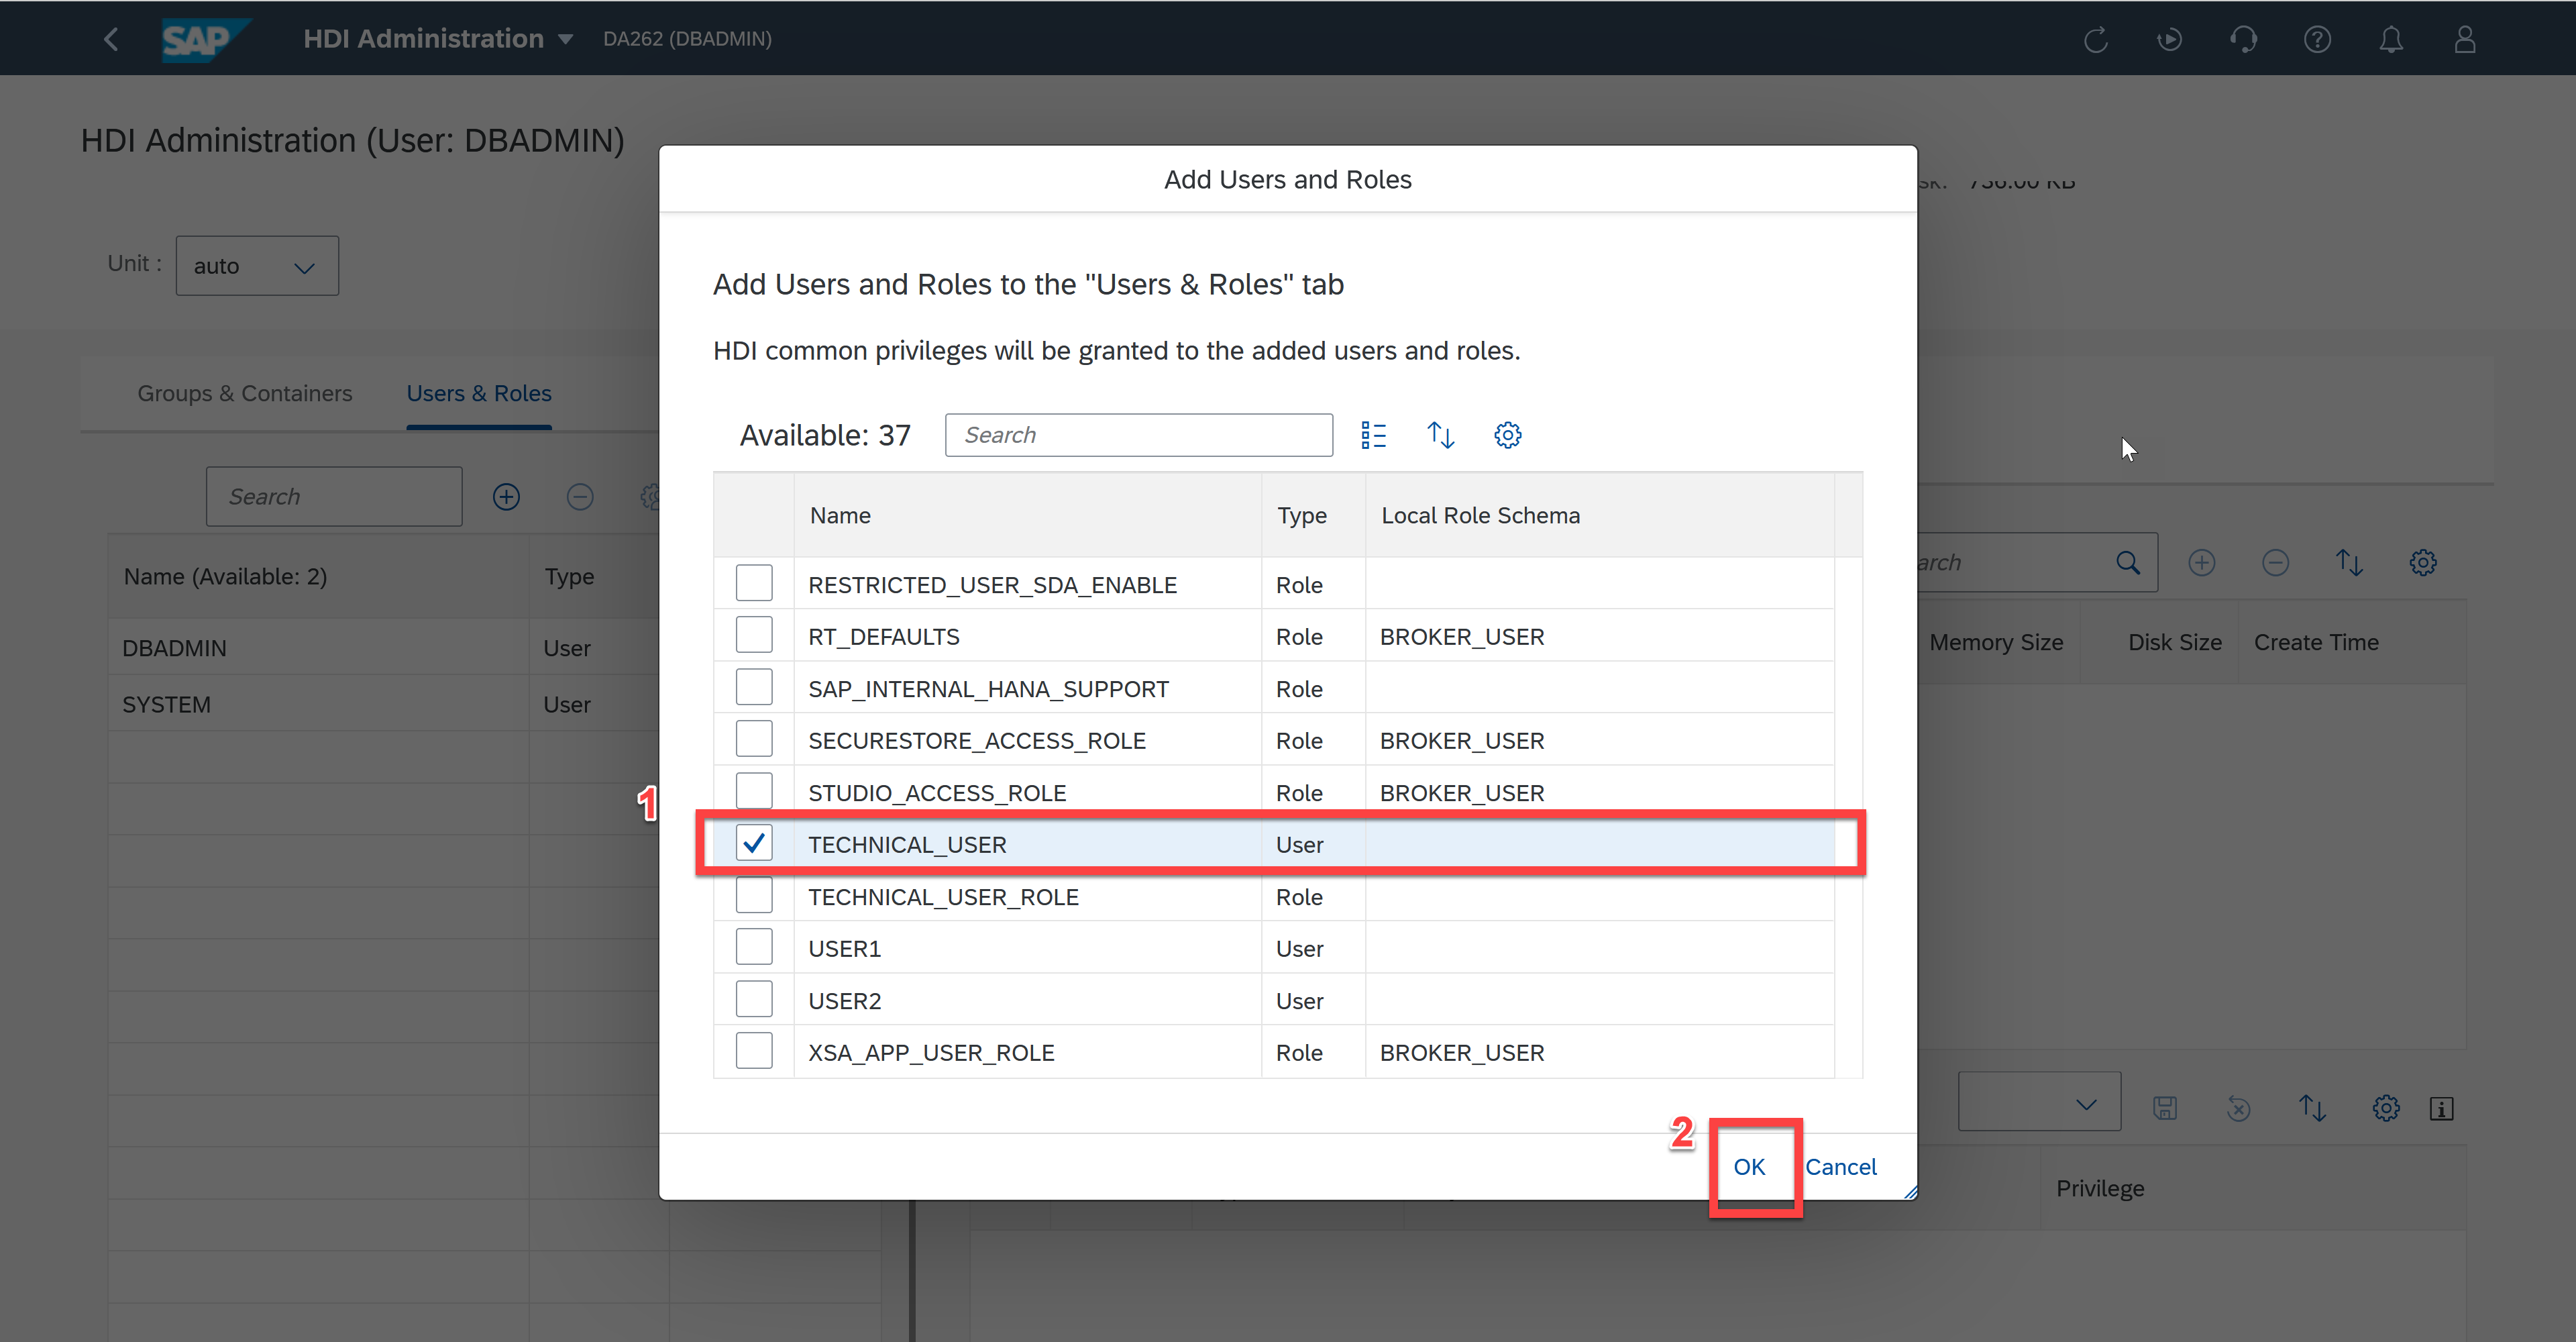 SAP HDI Administration DA262 (DBADMIN)
HDI Administration (User: DBADMIN)
736.00 KB
Unit : auto
Groups & Containers Users & Roles
Search
Name (Available: 2) Type
DBADMIN User
SYSTEM User
Add Users and Roles
Add Users and Roles to the "Users & Roles" tab
HDI common privileges will be granted to the added users and roles.
Available: 37 Search
Name Type Local Role Schema
RESTRICTED_USER_SDA_ENABLE Role
RT_DEFAULTS Role BROKER_USER
SAP_INTERNAL_HANA_SUPPORT Role
SECURESTORE_ACCESS_ROLE Role BROKER_USER
STUDIO_ACCESS_ROLE Role BROKER_USER
1
TECHNICAL_USER User
TECHNICAL_USER_ROLE Role
USER1 User
USER2 User
XSA_APP_USER_ROLE Role BROKER_USER
2
OK Cancel
Memory Size Disk Size Create Time
Privilege